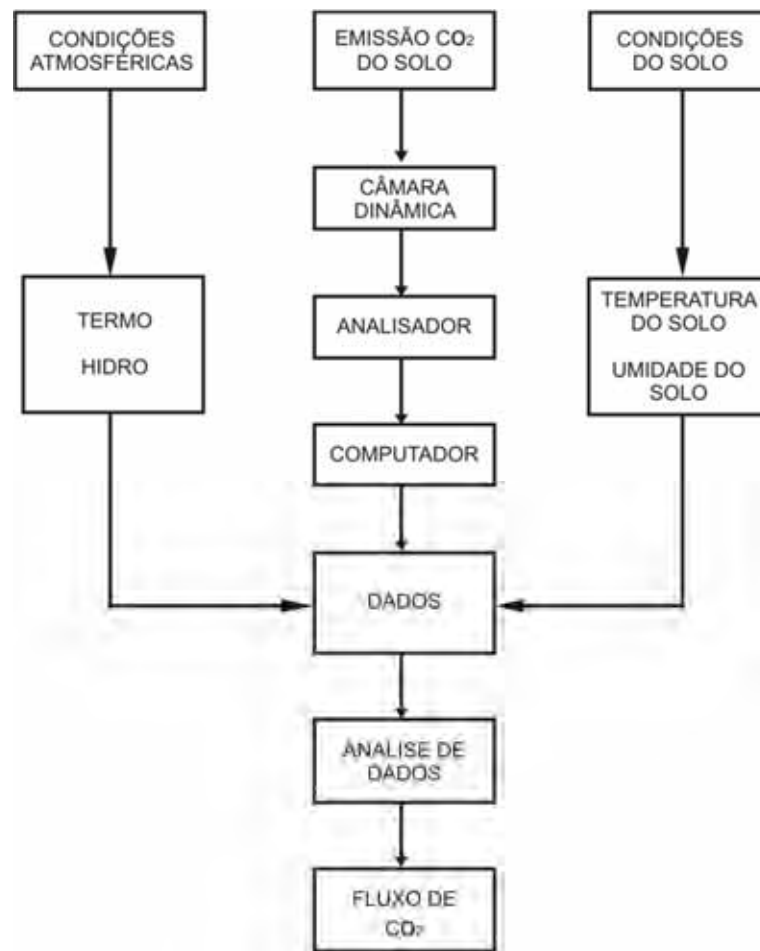 CONDIÇÕES
ATMOSFÉRICAS
EMISSÃO CO₂
DO SOLO
CONDIÇÕES
DO SOLO
CÂMARA
DINÂMICA
TERMO
HIDRO
ANALISADOR
TEMPERATURA
DO SOLO
UMIDADE DO
SOLO
COMPUTADOR
DADOS
ANÁLISE DE
DADOS
FLUXO DE
CO₂